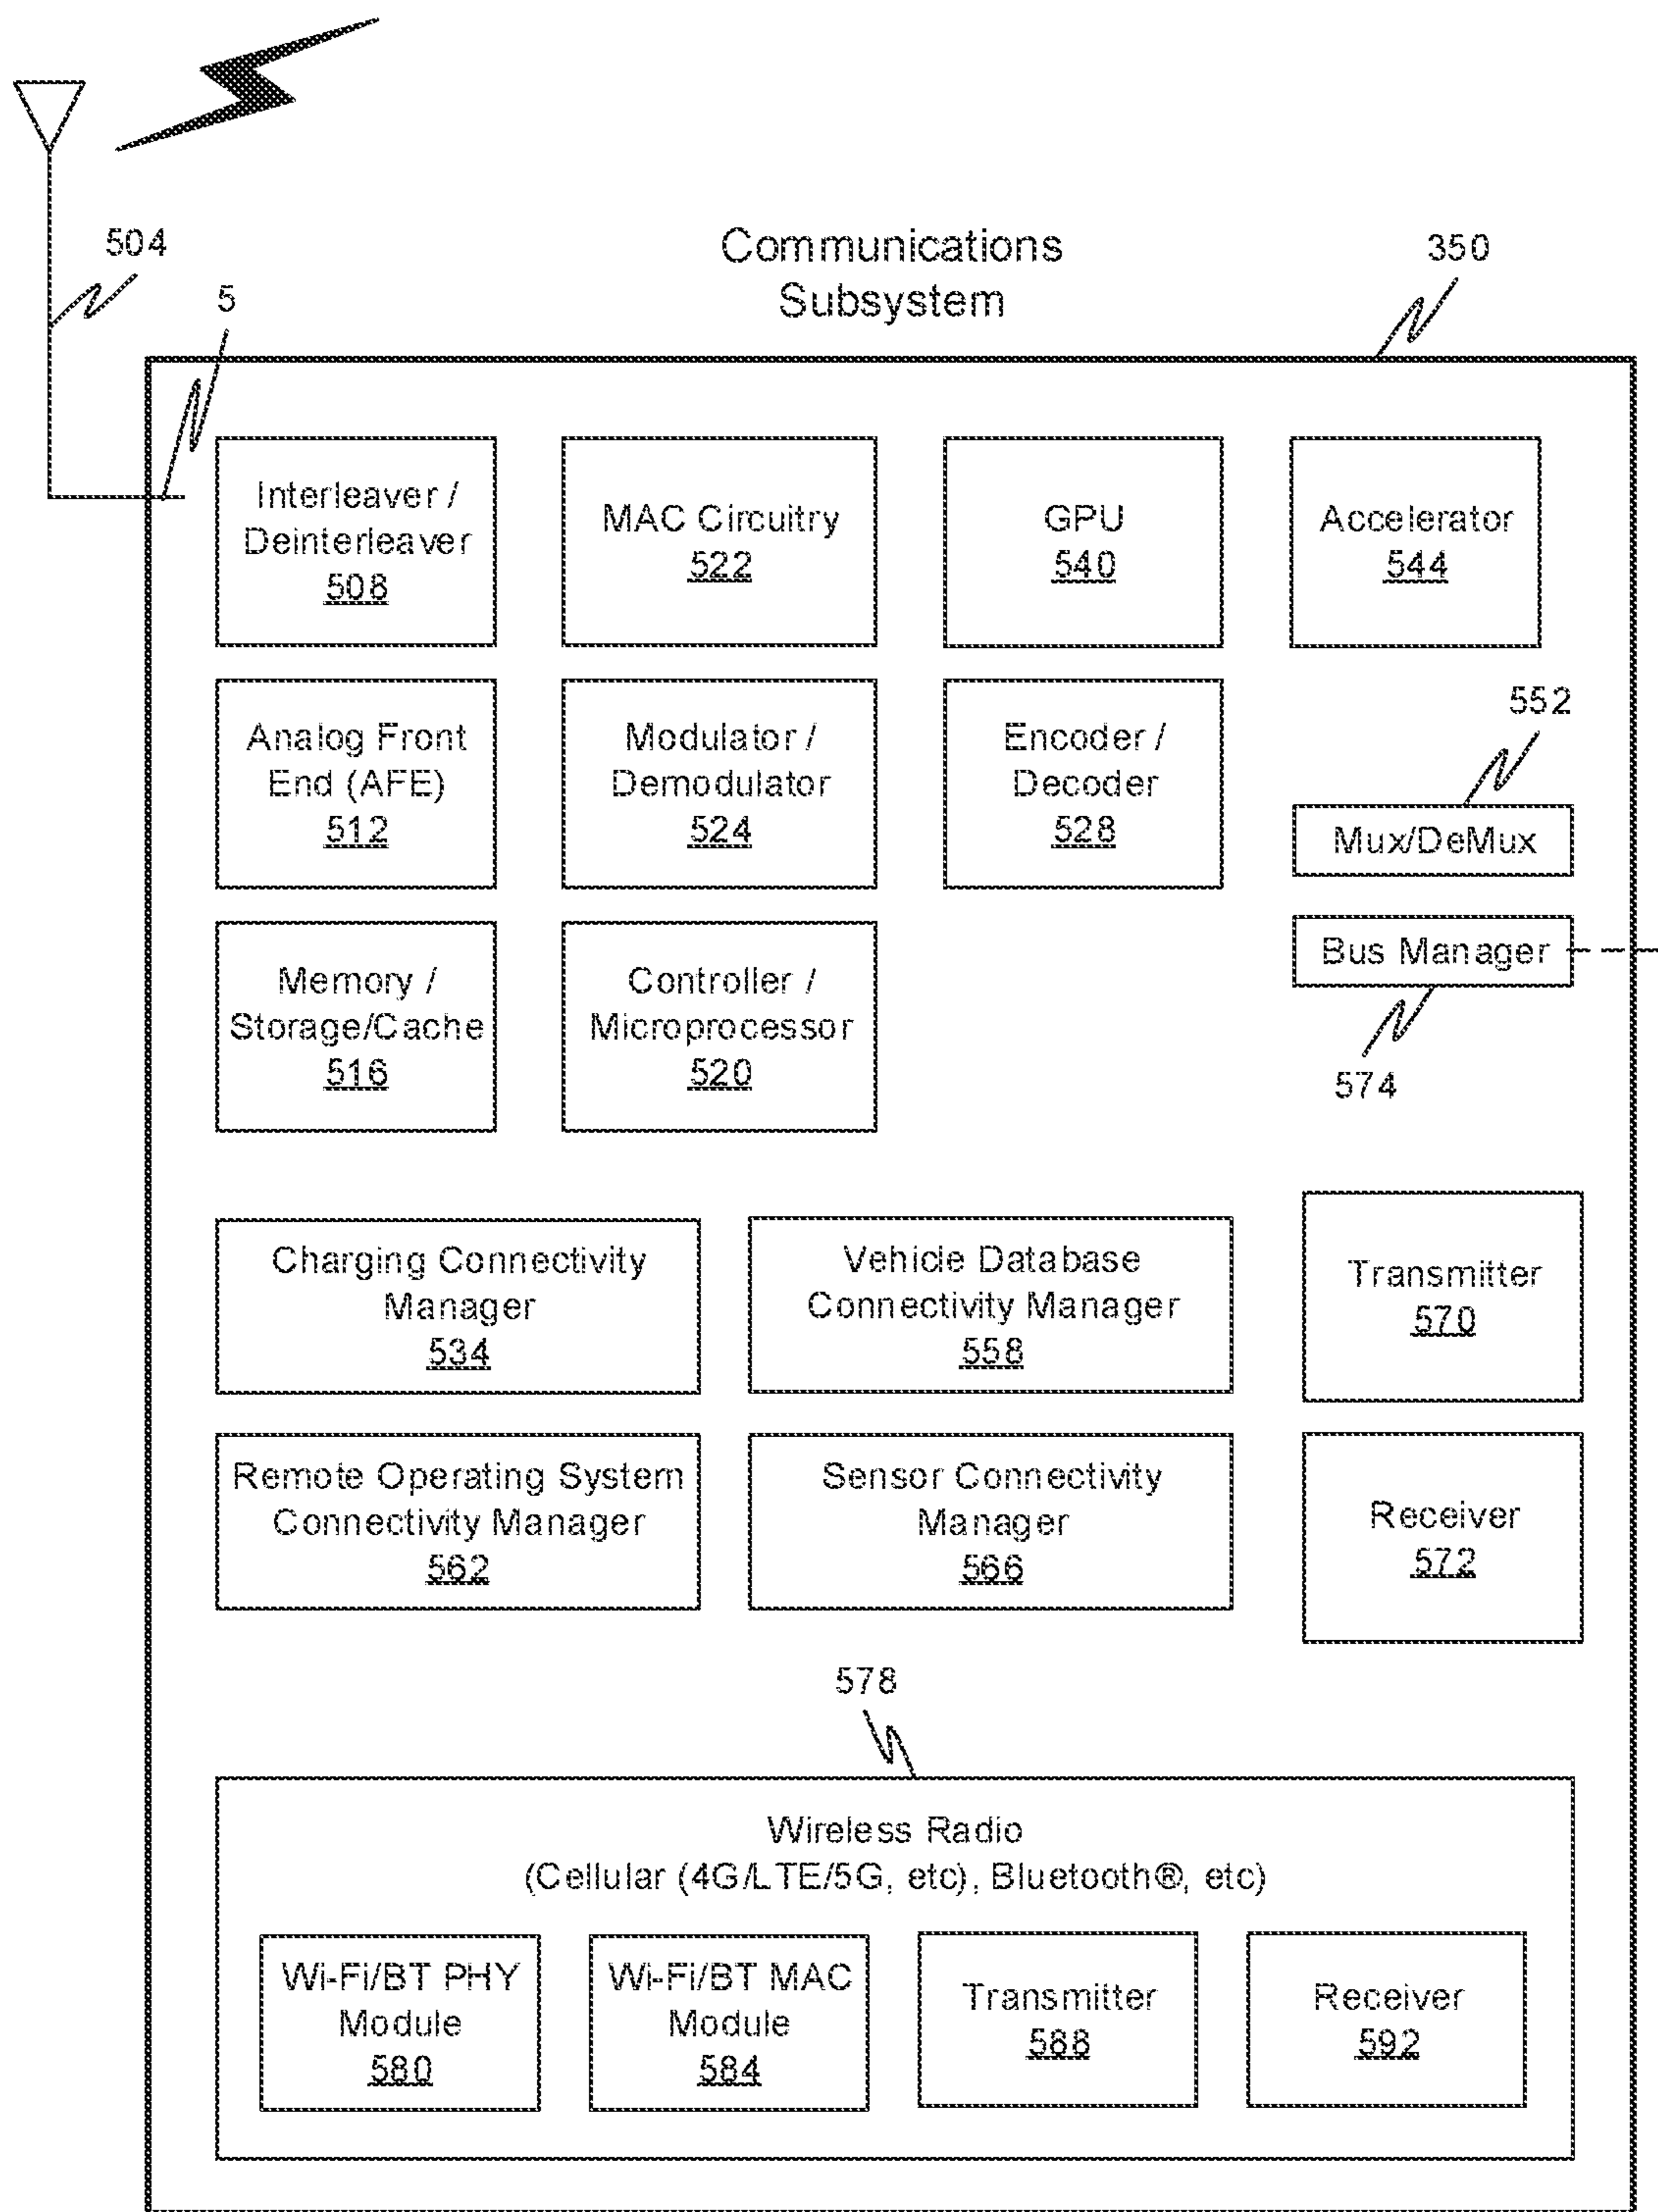 504
5
Communications
Subsystem
350
Interleaver /
Deinterleaver
508
MAC Circuitry
522
GPU
540
Accelerator
544
Analog Front
End (AFE)
512
Modulator /
Demodulator
524
Encoder /
Decoder
528
552
Mux/DeMux
Memory /
Storage/Cache
516
Controller /
Microprocessor
520
Bus Manager
574
Charging Connectivity
Manager
534
Vehicle Database
Connectivity Manager
558
Transmitter
570
Remote Operating System
Connectivity Manager
562
Sensor Connectivity
Manager
566
Receiver
572
578
Wireless Radio
(Cellular (4G/LTE/5G, etc), Bluetooth®, etc)
Wi-Fi/BT PHY
Module
580
Wi-Fi/BT MAC
Module
584
Transmitter
588
Receiver
592